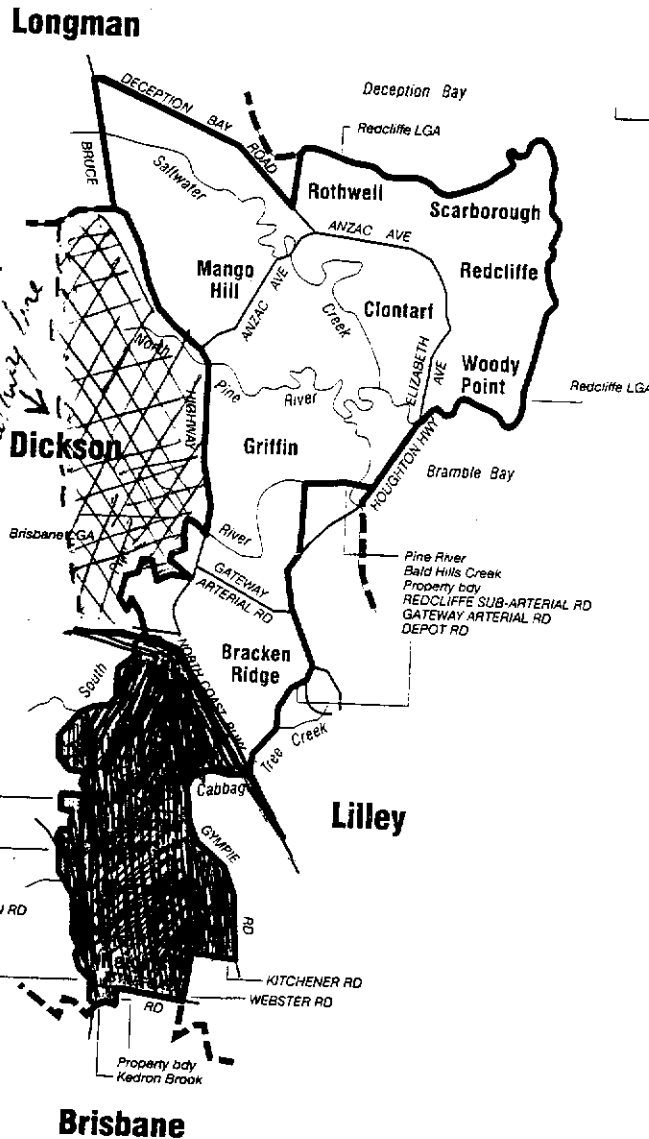 Longman
DECEPTION BAY ROAD
Deception Bay
Redcliffe LGA
BRUCE
Saltwater
Rothwell
Scarborough
ANZAC AVE
Mango
Hill
ANZAC AVE
Redcliffe
Creek
Clontarf
line
North
Pine
River
ELIZABETH AVE
Woody
Point
Redcliffe LGA
Dickson
HIGHWAY
Griffin
HOUGHTON HWY
Bramble Bay
Brisbane LGA
River
GATEWAY
ARTERIAL RD
Pine River
Bald Hills Creek
Property bdy
REDCLIFFE SUB-ARTERIAL RD
GATEWAY ARTERIAL RD
DEPOT RD
Bracken
Ridge
NORTH COAST RLWY
South
Cabbage Tree Creek
Lilley
GYMPIE
RD
N RD
KITCHENER RD
WEBSTER RD
RD
Property bdy
Kedron Brook
Brisbane